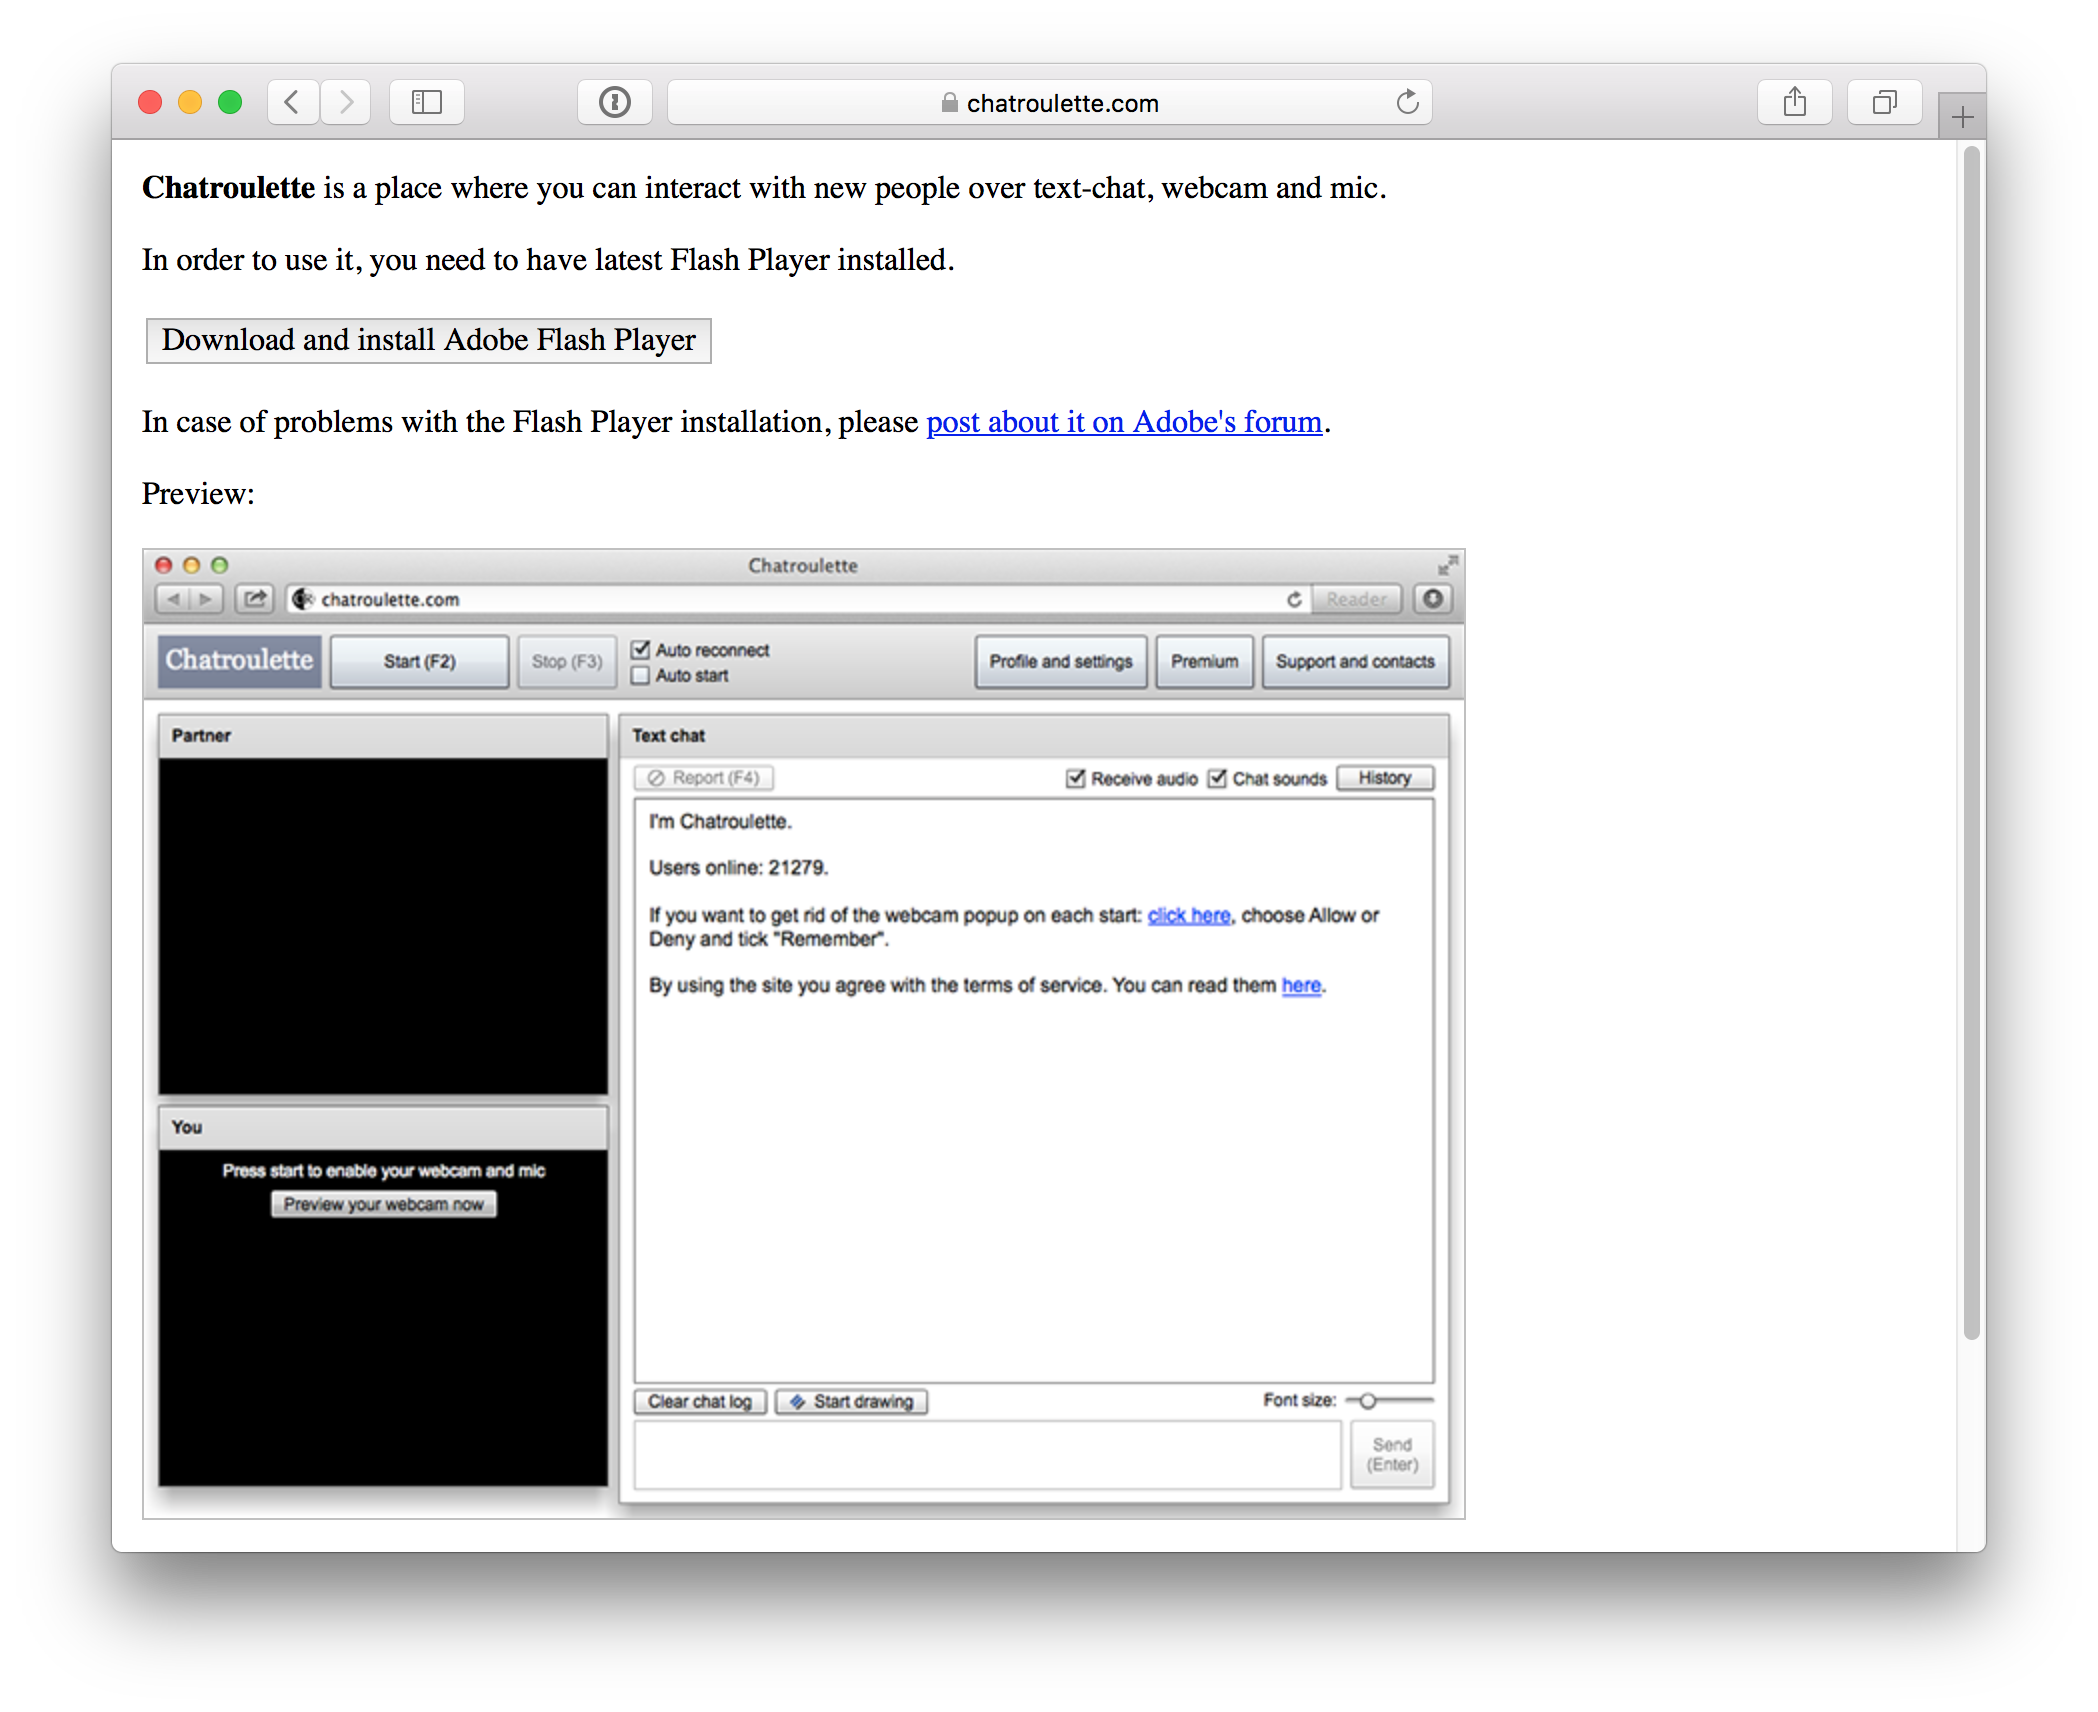 chatroulette.com
Chatroulette is a place where you can interact with new people over text-chat, webcam and mic.
In order to use it, you need to have latest Flash Player installed.
Download and install Adobe Flash Player
In case of problems with the Flash Player installation, please post about it on Adobe's forum.
Preview:
Chatroulette
chatroulette.com
Reader
Chatroulette
Start (F2)
Stop (F3)
Auto reconnect
Auto start
Profile and settings
Premium
Support and contacts
Partner
Text chat
Report (F4)
Receive audio
Chat sounds
History
I'm Chatroulette.
Users online: 21279.
If you want to get rid of the webcam popup on each start: click here, choose Allow or
Deny and tick "Remember".
By using the site you agree with the terms of service. You can read them here.
You
Press start to enable your webcam and mic
Preview your webcam now
Clear chat log
Start drawing
Font size:
Send
(Enter)